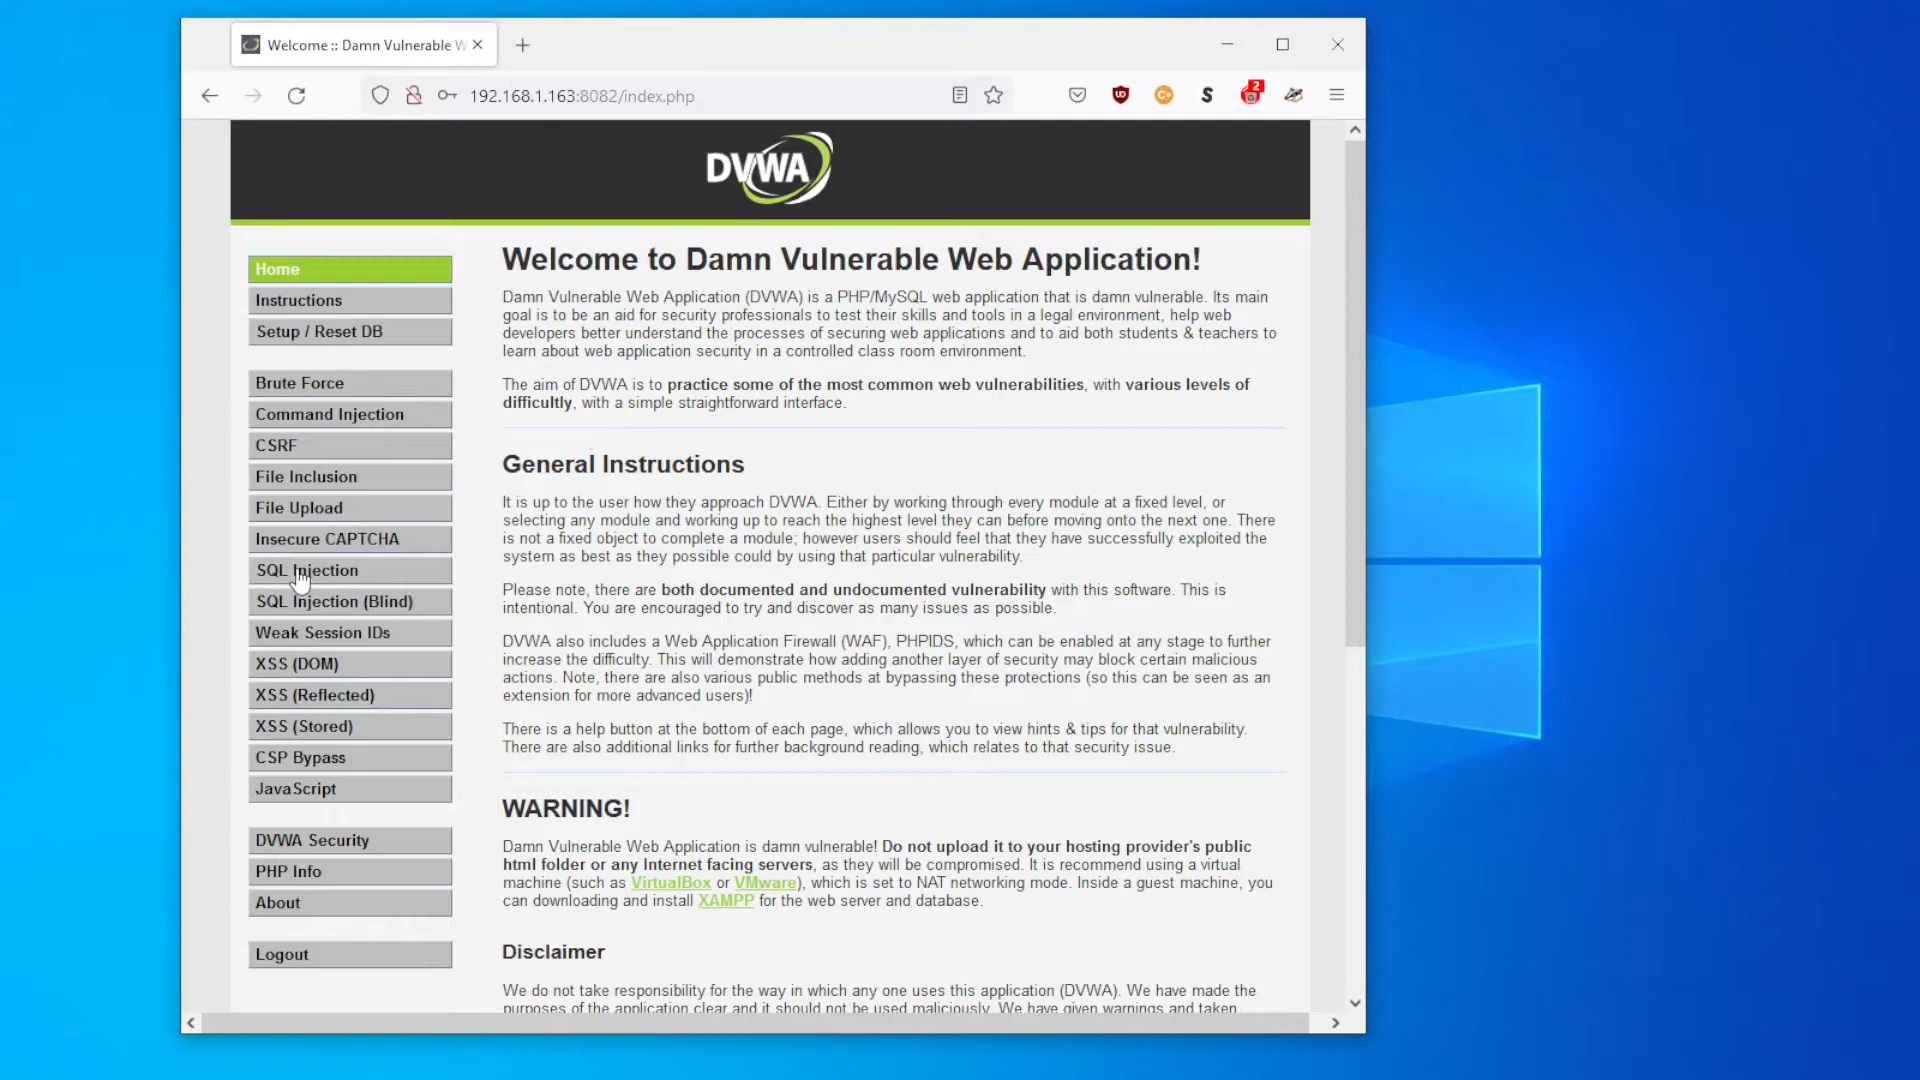 Welcome :: Damn Vulnerable W
192.168.1.163:8082/index.php
2
DVWA
Home
Instructions
Setup / Reset DB
Brute Force
Command Injection
CSRF
File Inclusion
File Upload
Insecure CAPTCHA
SQL Injection
SQL Injection (Blind)
Weak Session IDs
XSS (DOM)
XSS (Reflected)
XSS (Stored)
CSP Bypass
JavaScript
DVWA Security
PHP Info
About
Logout
Welcome to Damn Vulnerable Web Application!
Damn Vulnerable Web Application (DVWA) is a PHP/MySQL web application that is damn vulnerable. Its main
goal is to be an aid for security professionals to test their skills and tools in a legal environment, help web
developers better understand the processes of securing web applications and to aid both students & teachers to
learn about web application security in a controlled class room environment.
The aim of DVWA is to practice some of the most common web vulnerabilities, with various levels of
difficultly, with a simple straightforward interface.
General Instructions
It is up to the user how they approach DVWA. Either by working through every module at a fixed level, or
selecting any module and working up to reach the highest level they can before moving onto the next one. There
is not a fixed object to complete a module; however users should feel that they have successfully exploited the
system as best as they possible could by using that particular vulnerability.
Please note, there are both documented and undocumented vulnerability with this software. This is
intentional. You are encouraged to try and discover as many issues as possible.
DVWA also includes a Web Application Firewall (WAF), PHPIDS, which can be enabled at any stage to further
increase the difficulty. This will demonstrate how adding another layer of security may block certain malicious
actions. Note, there are also various public methods at bypassing these protections (so this can be seen as an
extension for more advanced users)!
There is a help button at the bottom of each page, which allows you to view hints & tips for that vulnerability.
There are also additional links for further background reading, which relates to that security issue.
WARNING!
Damn Vulnerable Web Application is damn vulnerable! Do not upload it to your hosting provider's public
html folder or any Internet facing servers, as they will be compromised. It is recommend using a virtual
machine (such as VirtualBox or VMware), which is set to NAT networking mode. Inside a guest machine, you
can downloading and install XAMPP for the web server and database.
Disclaimer
We do not take responsibility for the way in which any one uses this application (DVWA). We have made the
purposes of the application clear and it should not be used maliciously. We have given warnings and taken